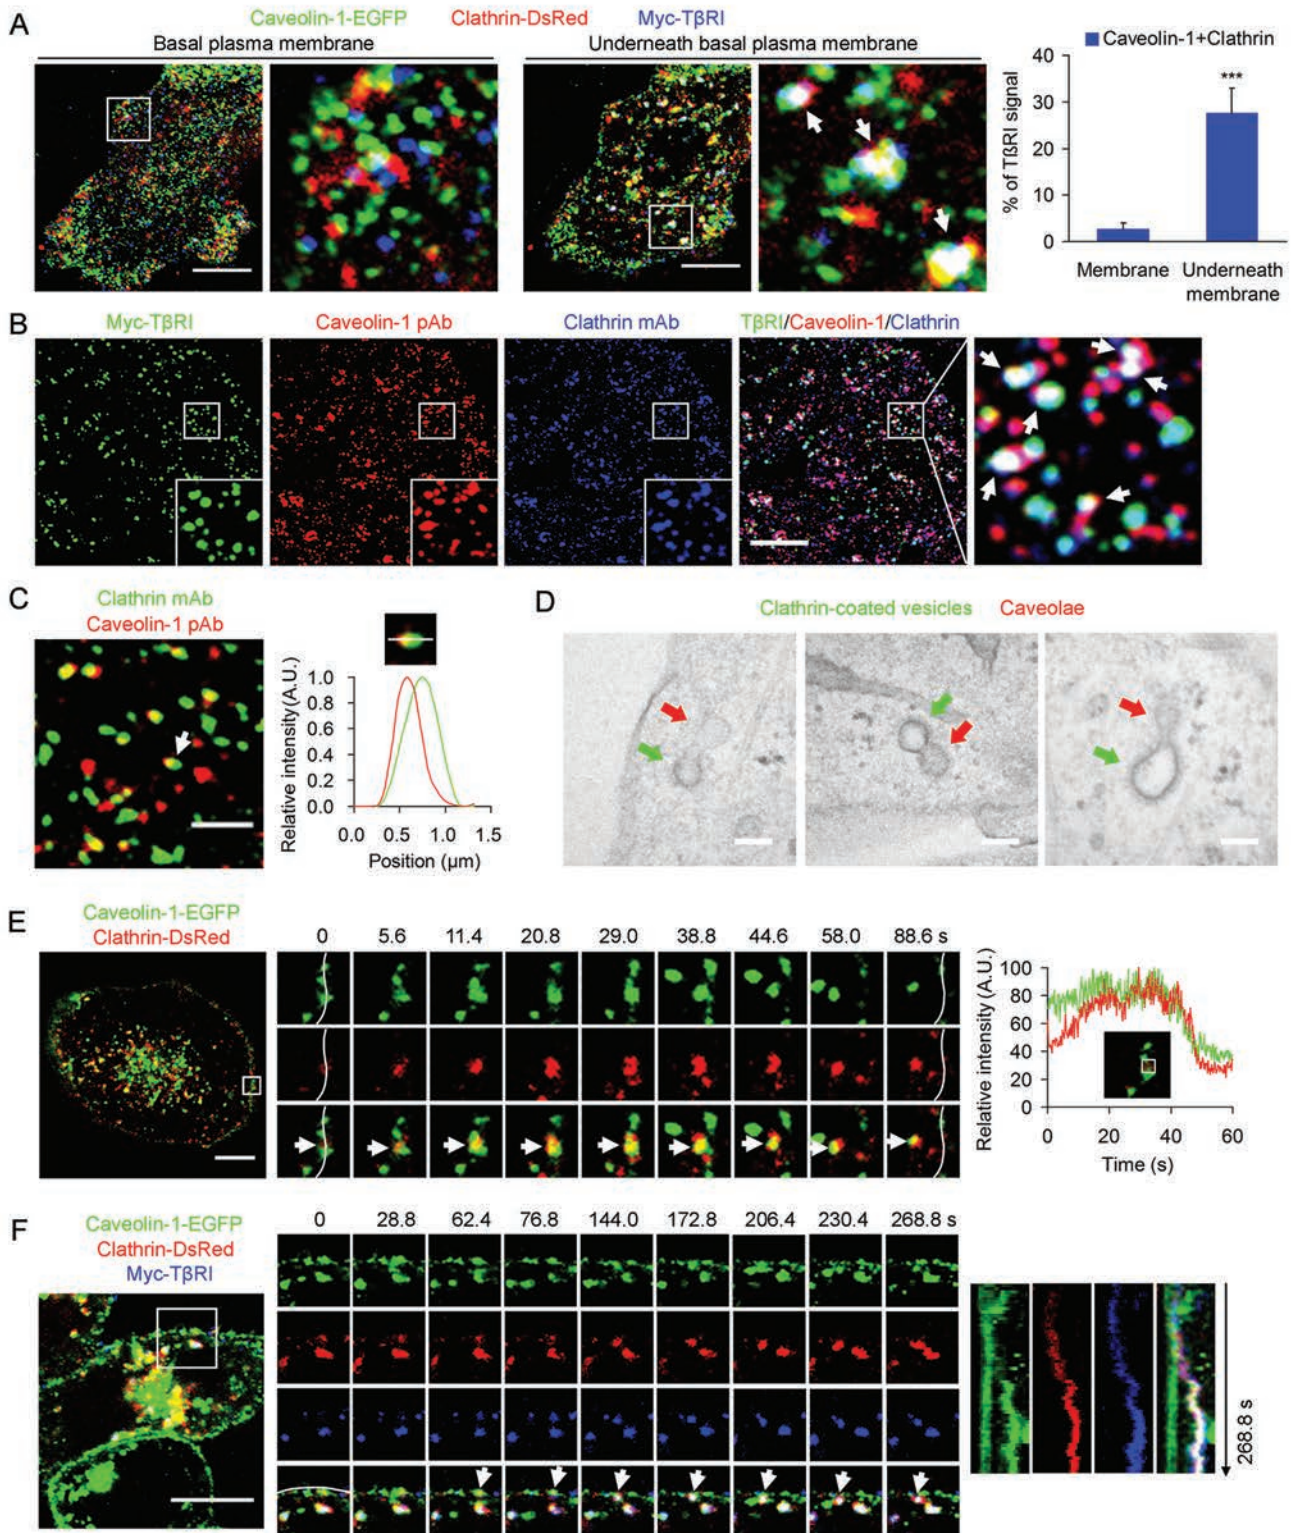 A
Caveolin-1-EGFP Clathrin-DsRed Myc-TβRI
Basal plasma membrane
Underneath basal plasma membrane
Caveolin-1+Clathrin
% of TßRI signal
40
30
20
10
0
***
Membrane
Underneath
membrane
B
Myc-TβRI
Caveolin-1 pAb
Clathrin mAb
TβRI/Caveolin-1/Clathrin
C
Clathrin mAb
Caveolin-1 pAb
Relative intensity (A.U.)
1.0
0.8
0.6
0.4
0.2
0.0
0.0 0.5 1.0 1.5
Position (μm)
D
Clathrin-coated vesicles Caveolae
E
Caveolin-1-EGFP
Clathrin-DsRed
0 5.6 11.4 20.8 29.0 38.8 44.6 58.0 88.6 s
Relative intensity (A.U.)
100
80
60
40
20
0
0 20 40 60
Time (s)
F
Caveolin-1-EGFP
Clathrin-DsRed
Myc-TβRI
0 28.8 62.4 76.8 144.0 172.8 206.4 230.4 268.8 s
268.8 s